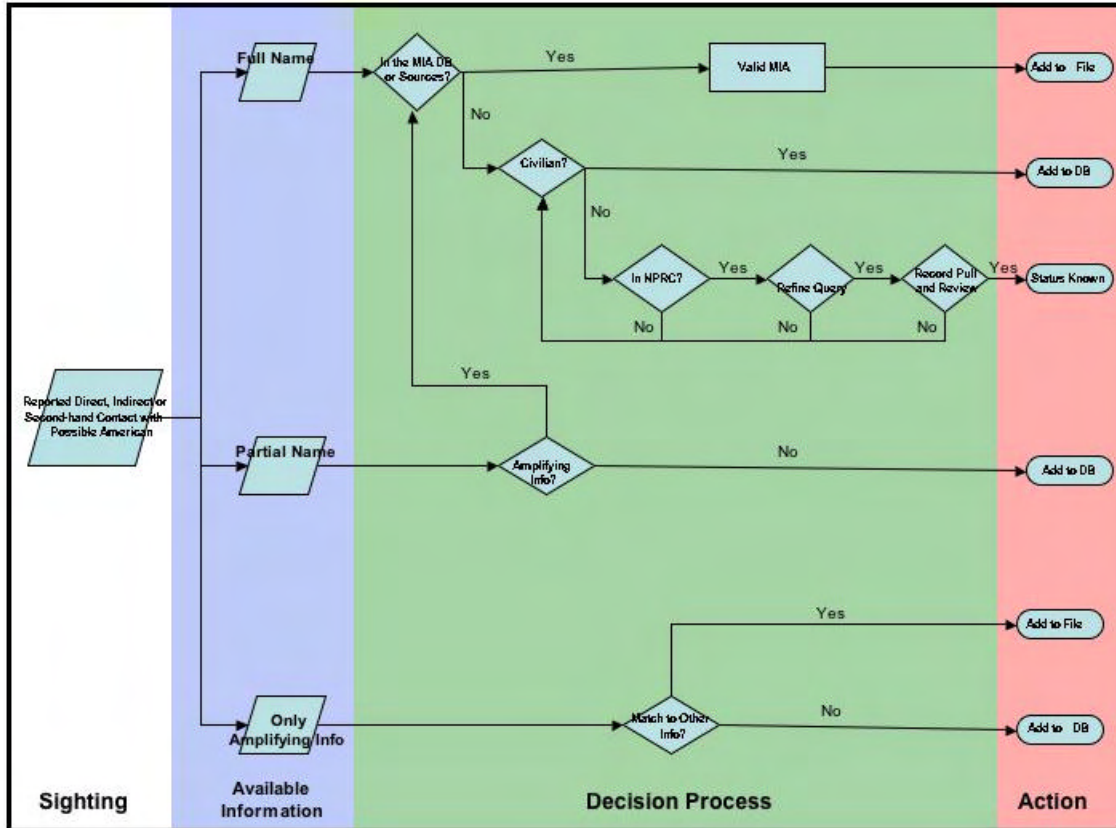 Full Name
In the MIA DB
or Sources?
Yes
Valid MIA
Add to File
No
Civilian?
Yes
Add to DB
No
In NPRC?
Yes
Refine Query
Yes
Record Pull
and Review
Yes
Status Known
No
No
No
Yes
Reported Direct, Indirect or
Second-hand Contact with
Possible American
Partial Name
Amplifying
Info?
No
Add to DB
Yes
Add to File
Only
Amplifying Info
Match to Other
Info?
No
Add to DB
Sighting
Available
Information
Decision Process
Action